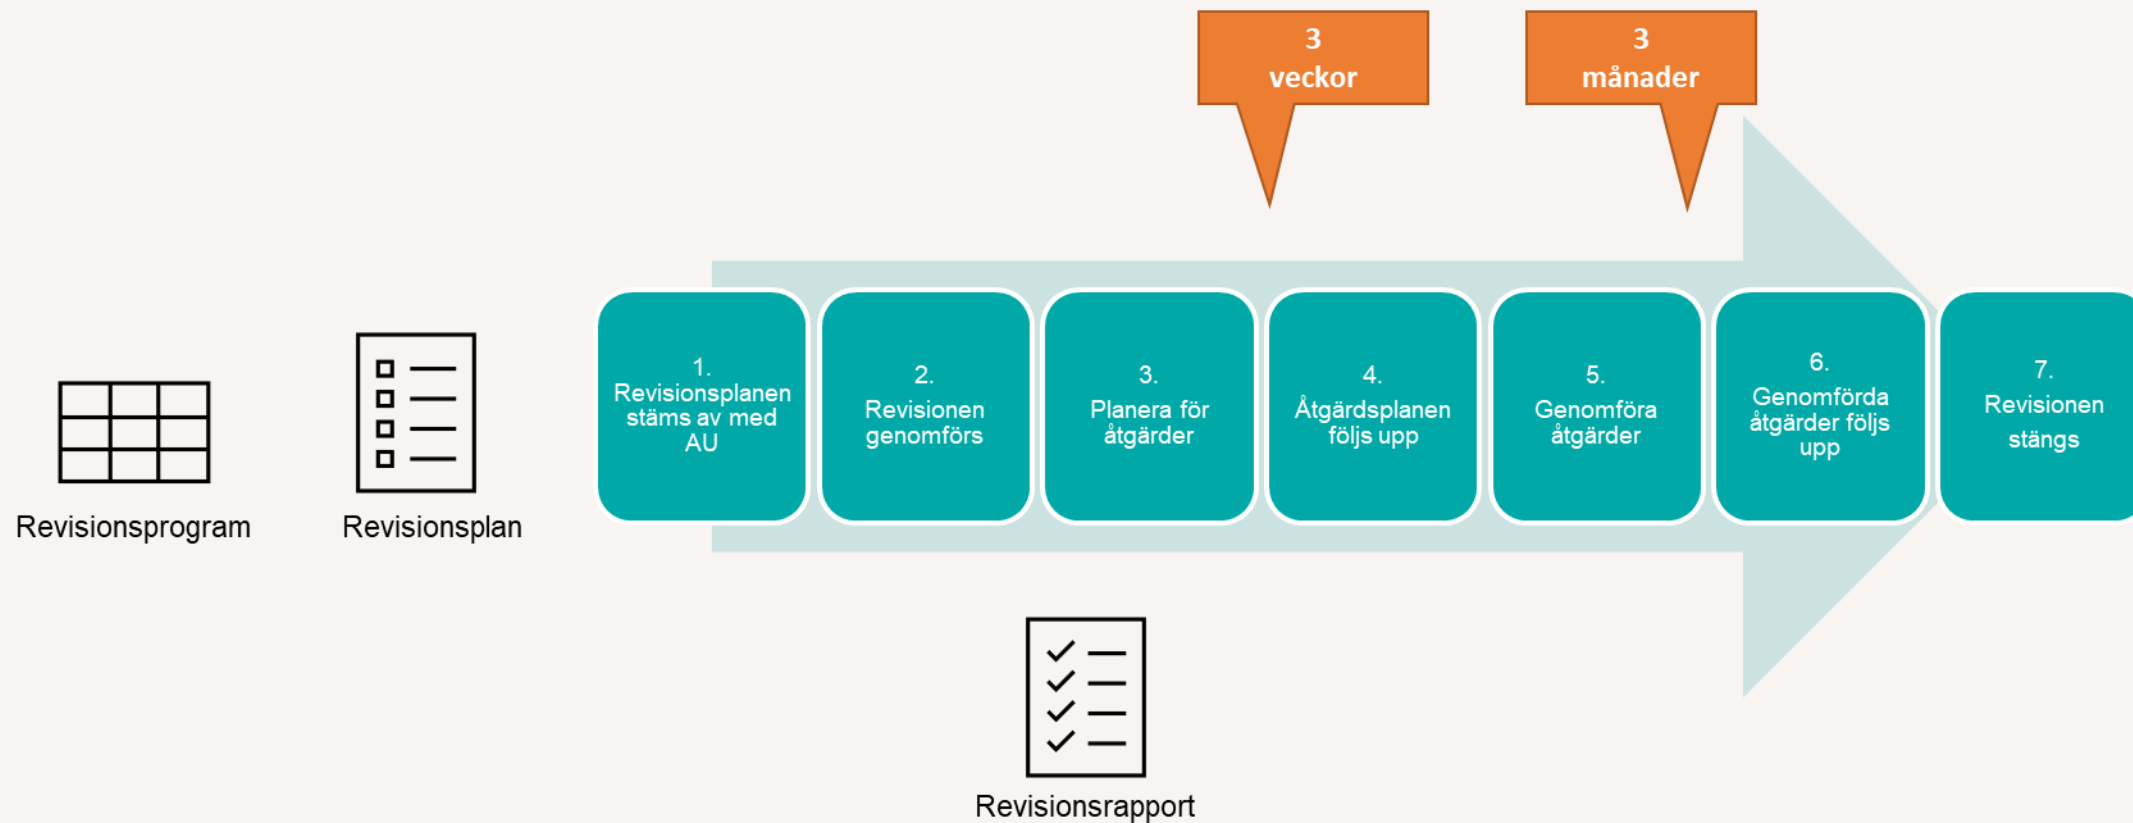 3
veckor
3
månader
1.
Revisionsplanen
stäms av med
AU
2.
Revisionen
genomförs
3.
Planera för
åtgärder
4.
Åtgärdsplanen
följs upp
5.
Genomföra
åtgärder
6.
Genomförda
åtgärder följs
upp
7.
Revisionen
stängs
Revisionsprogram
Revisionsplan
Revisionsrapport